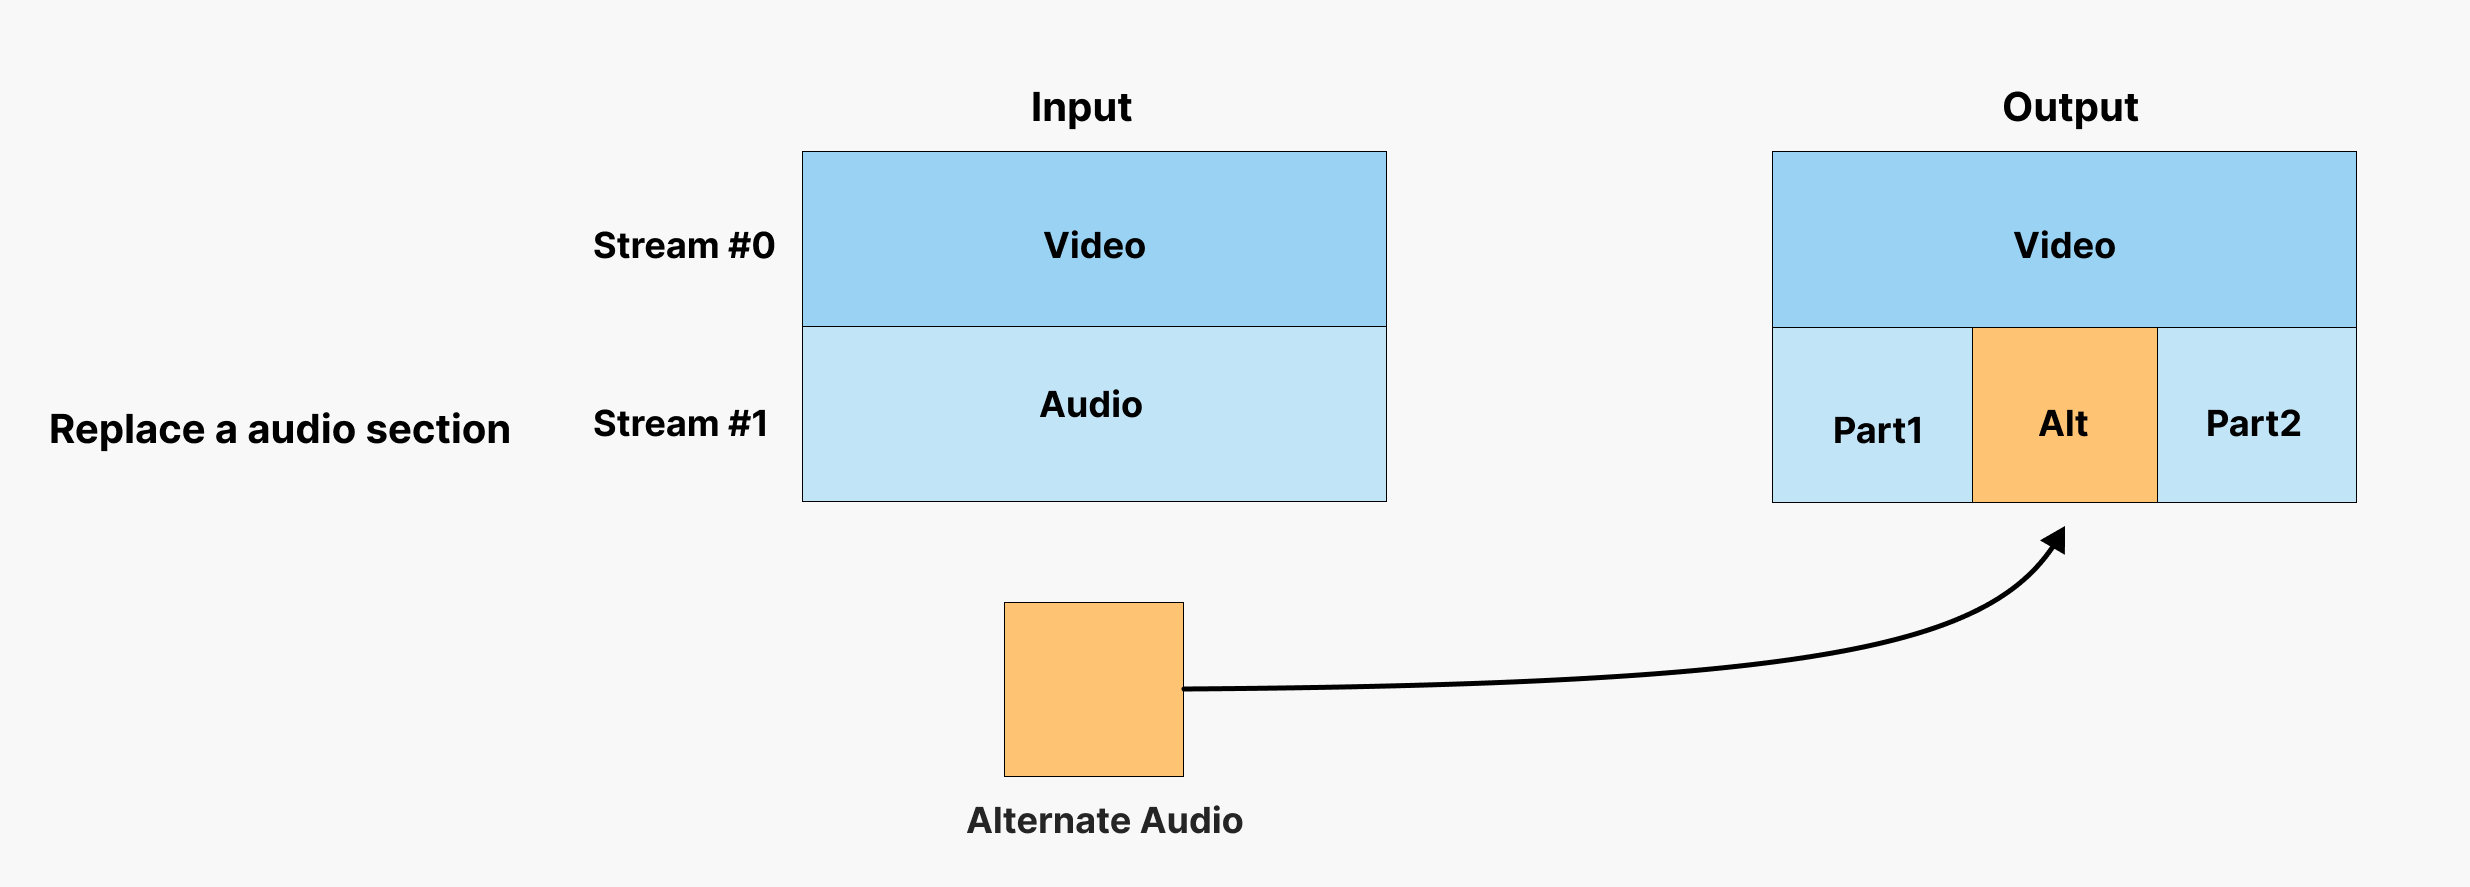 Input
Output
Stream #0
Video
Video
Replace a audio section
Stream #1
Audio
Part1
Alt
Part2
Alternate Audio